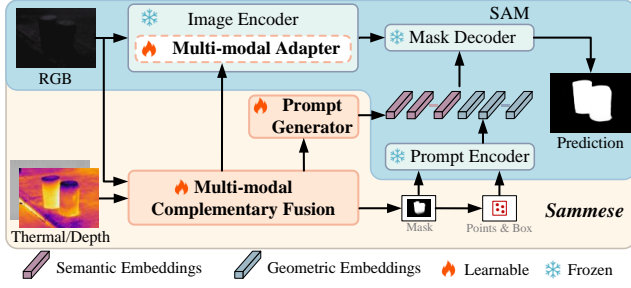 Image Encoder
SAM
Multi-modal Adapter
Mask Decoder
RGB
Prompt
Generator
Prediction
Prompt Encoder
Multi-modal
Complementary Fusion
Sammese
Mask
Points & Box
Thermal/Depth
Semantic Embeddings
Geometric Embeddings
Learnable
Frozen